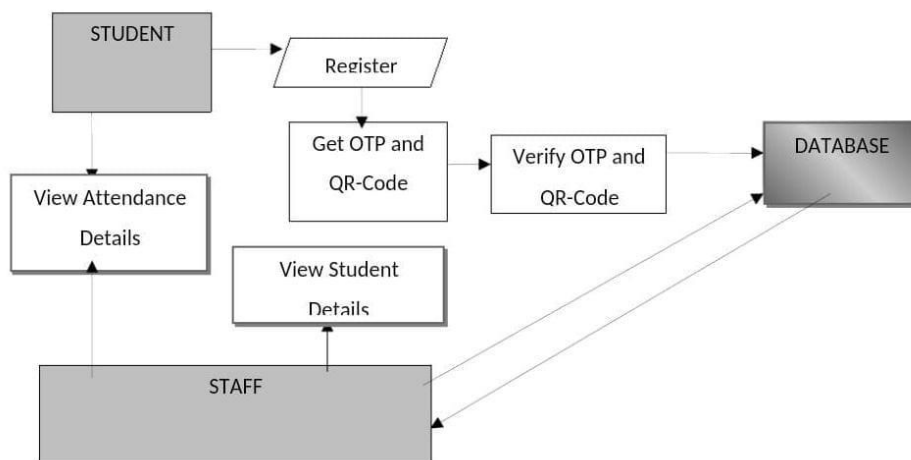 STUDENT
Register
Get OTP and
QR-Code
Verify OTP and
QR-Code
DATABASE
View Attendance
Details
View Student
Details
STAFF